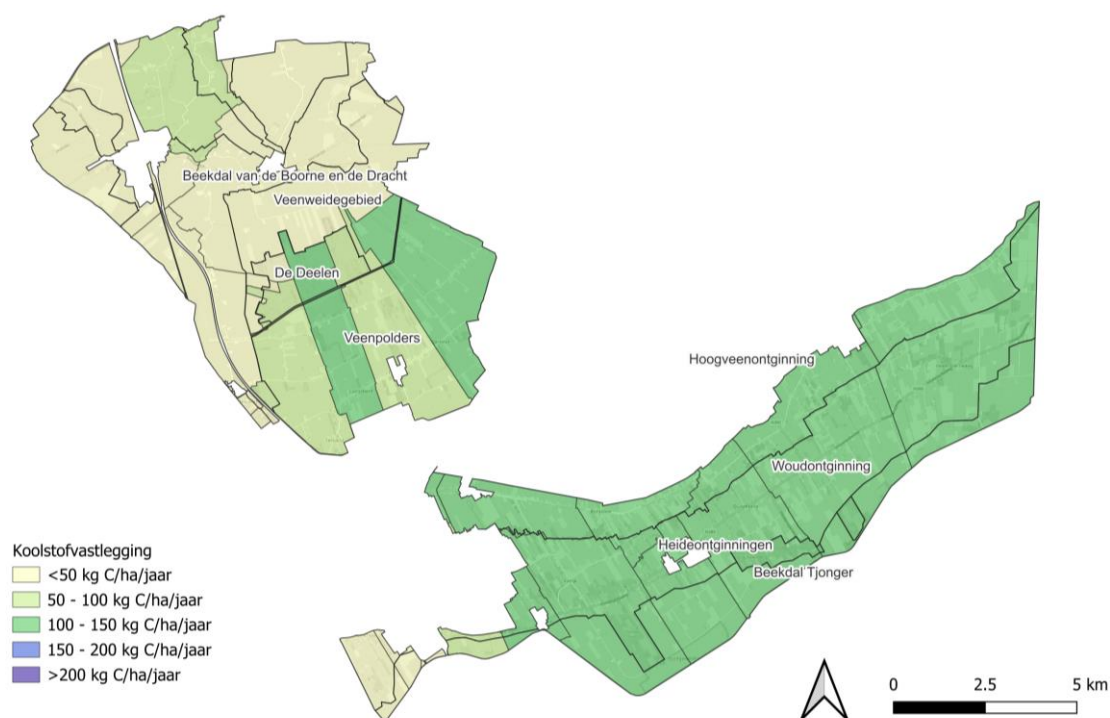 Beekdal van de Boorne en de Dracht
Veenweidegebied
De Deelen
Veenpolders
Hoogveenontginning
Woudontginning
Heideontginningen
Beekdal Tjonger
Koolstofvastlegging
<50 kg C/ha/jaar
50 - 100 kg C/ha/jaar
100 - 150 kg C/ha/jaar
150 - 200 kg C/ha/jaar
>200 kg C/ha/jaar
0 2.5 5 km